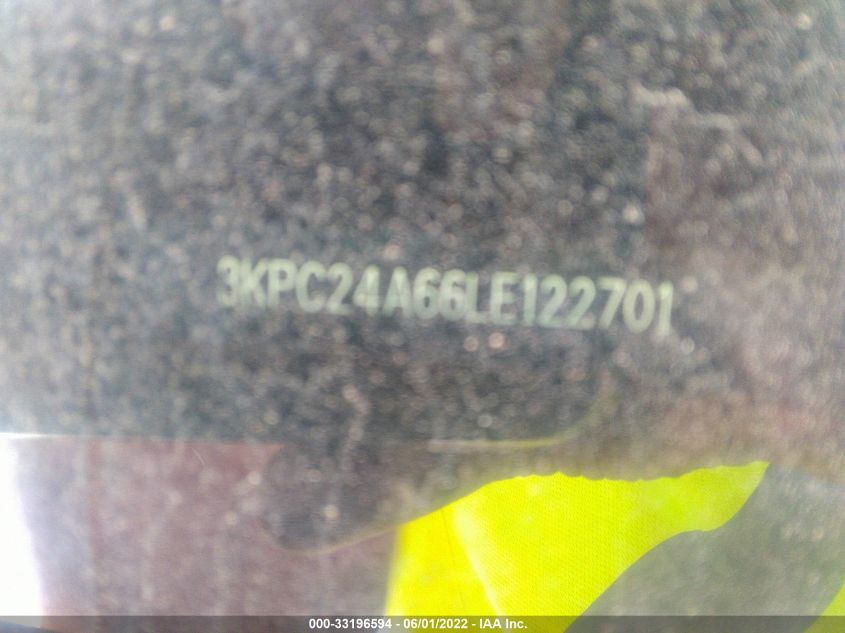 3KPC24A66LE122701
000-33196594 - 06/01/2022 - IAA Inc.